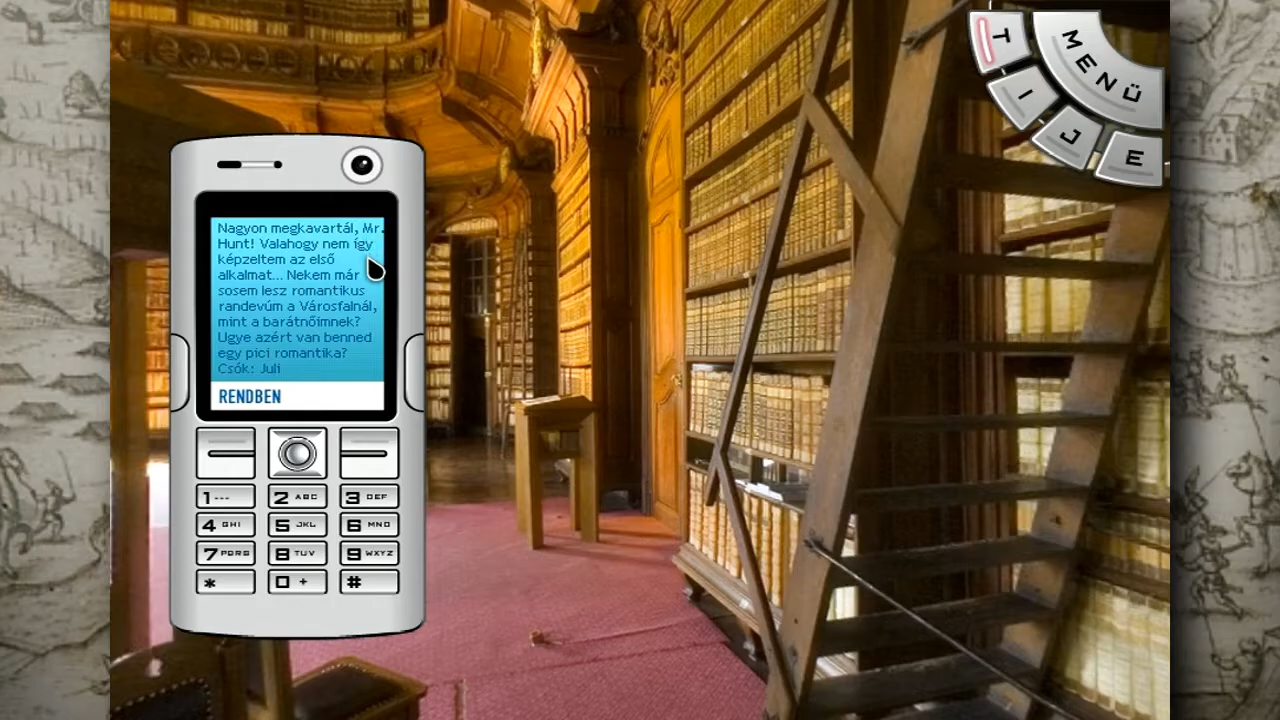 Nagyon megkavartál, Mr.
Hunt! Valahogy nem így
képzeltem az első
alkalmat... Nekem már
sosem lesz romantikus
randevúm a Városfalnál,
mint a barátnőimnek?
Ugye azért van benned
egy pici romantika?
Csók: Juli
RENDBEN
1---
2 ABC
3 DEF
4 GHI
5 JKL
6 MNO
7 PQRS
8 TUV
9 WXYZ
*
0 +
#
MENÜ
T
I
J
E